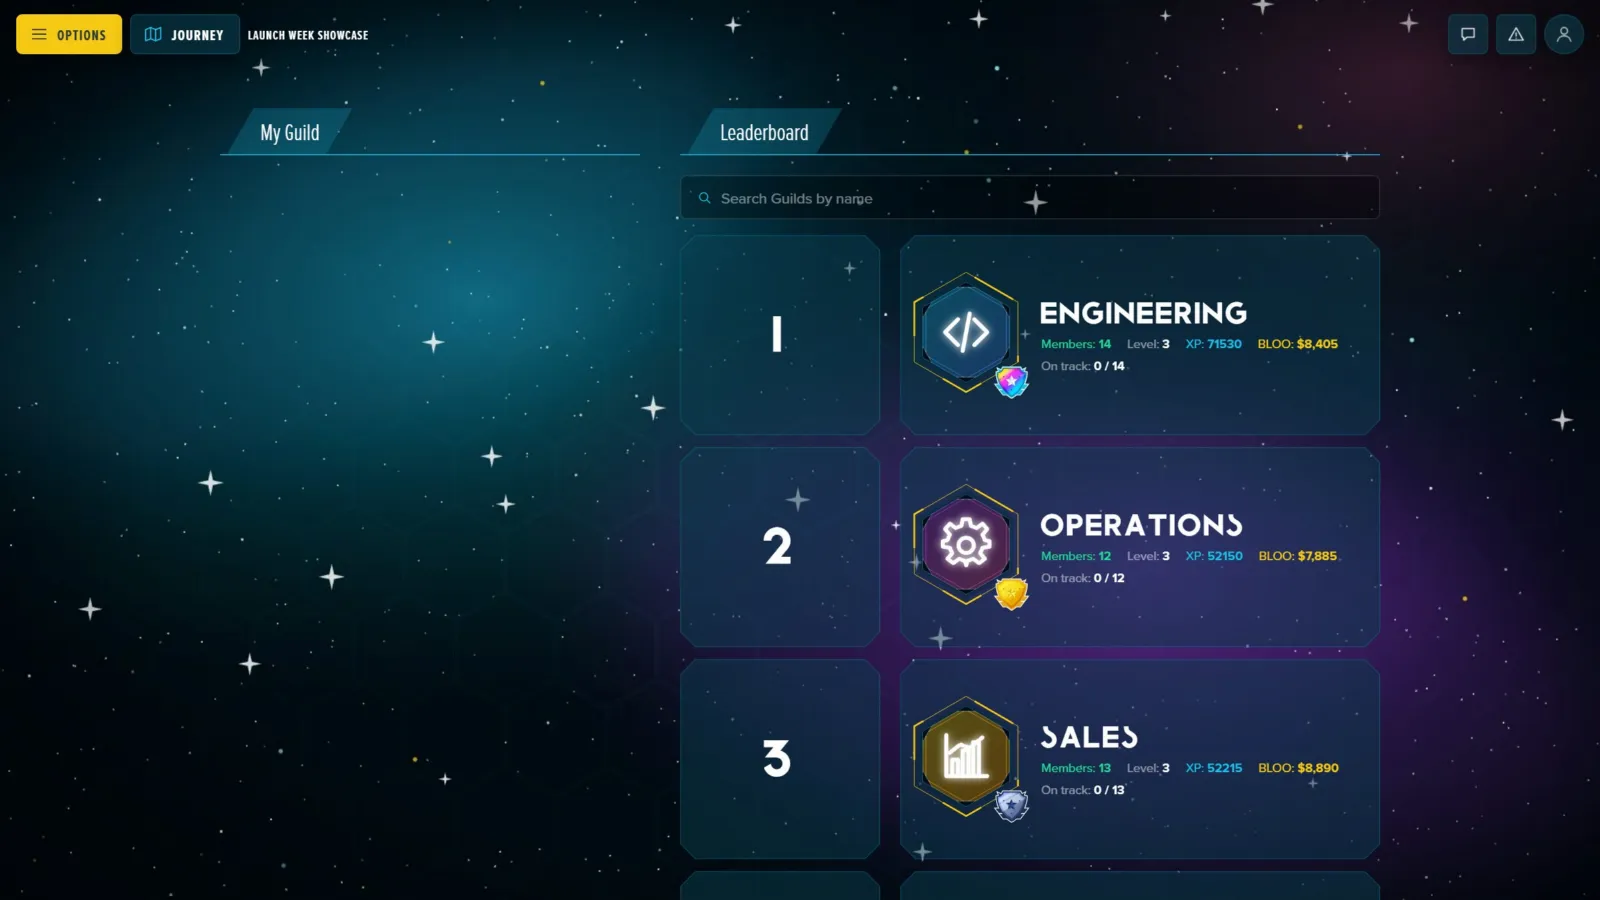 OPTIONS
JOURNEY
LAUNCH WEEK SHOWCASE
My Guild
Leaderboard
Search Guilds by name
1
ENGINEERING
Members: 14 Level: 3 XP: 71530 BLOO: $8,405
On track: 0 / 14
2
OPERATIONS
Members: 12 Level: 3 XP: 52150 BLOO: $7,885
On track: 0 / 12
3
SALES
Members: 13 Level: 3 XP: 52215 BLOO: $8,890
On track: 0 / 13